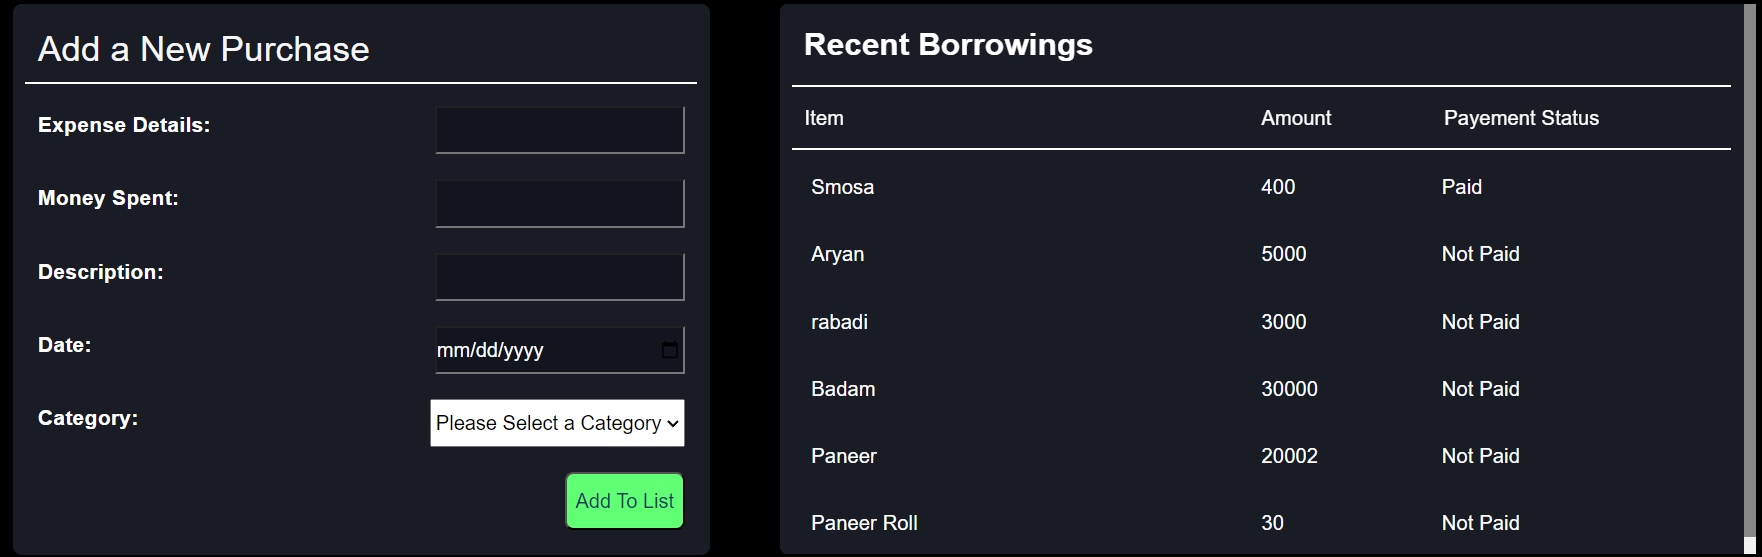 Add a New Purchase
Expense Details:
Money Spent:
Description:
Date: mm/dd/yyyy
Category: Please Select a Category
Add To List
Recent Borrowings
Item Amount Payement Status
Smosa 400 Paid
Aryan 5000 Not Paid
rabadi 3000 Not Paid
Badam 30000 Not Paid
Paneer 20002 Not Paid
Paneer Roll 30 Not Paid